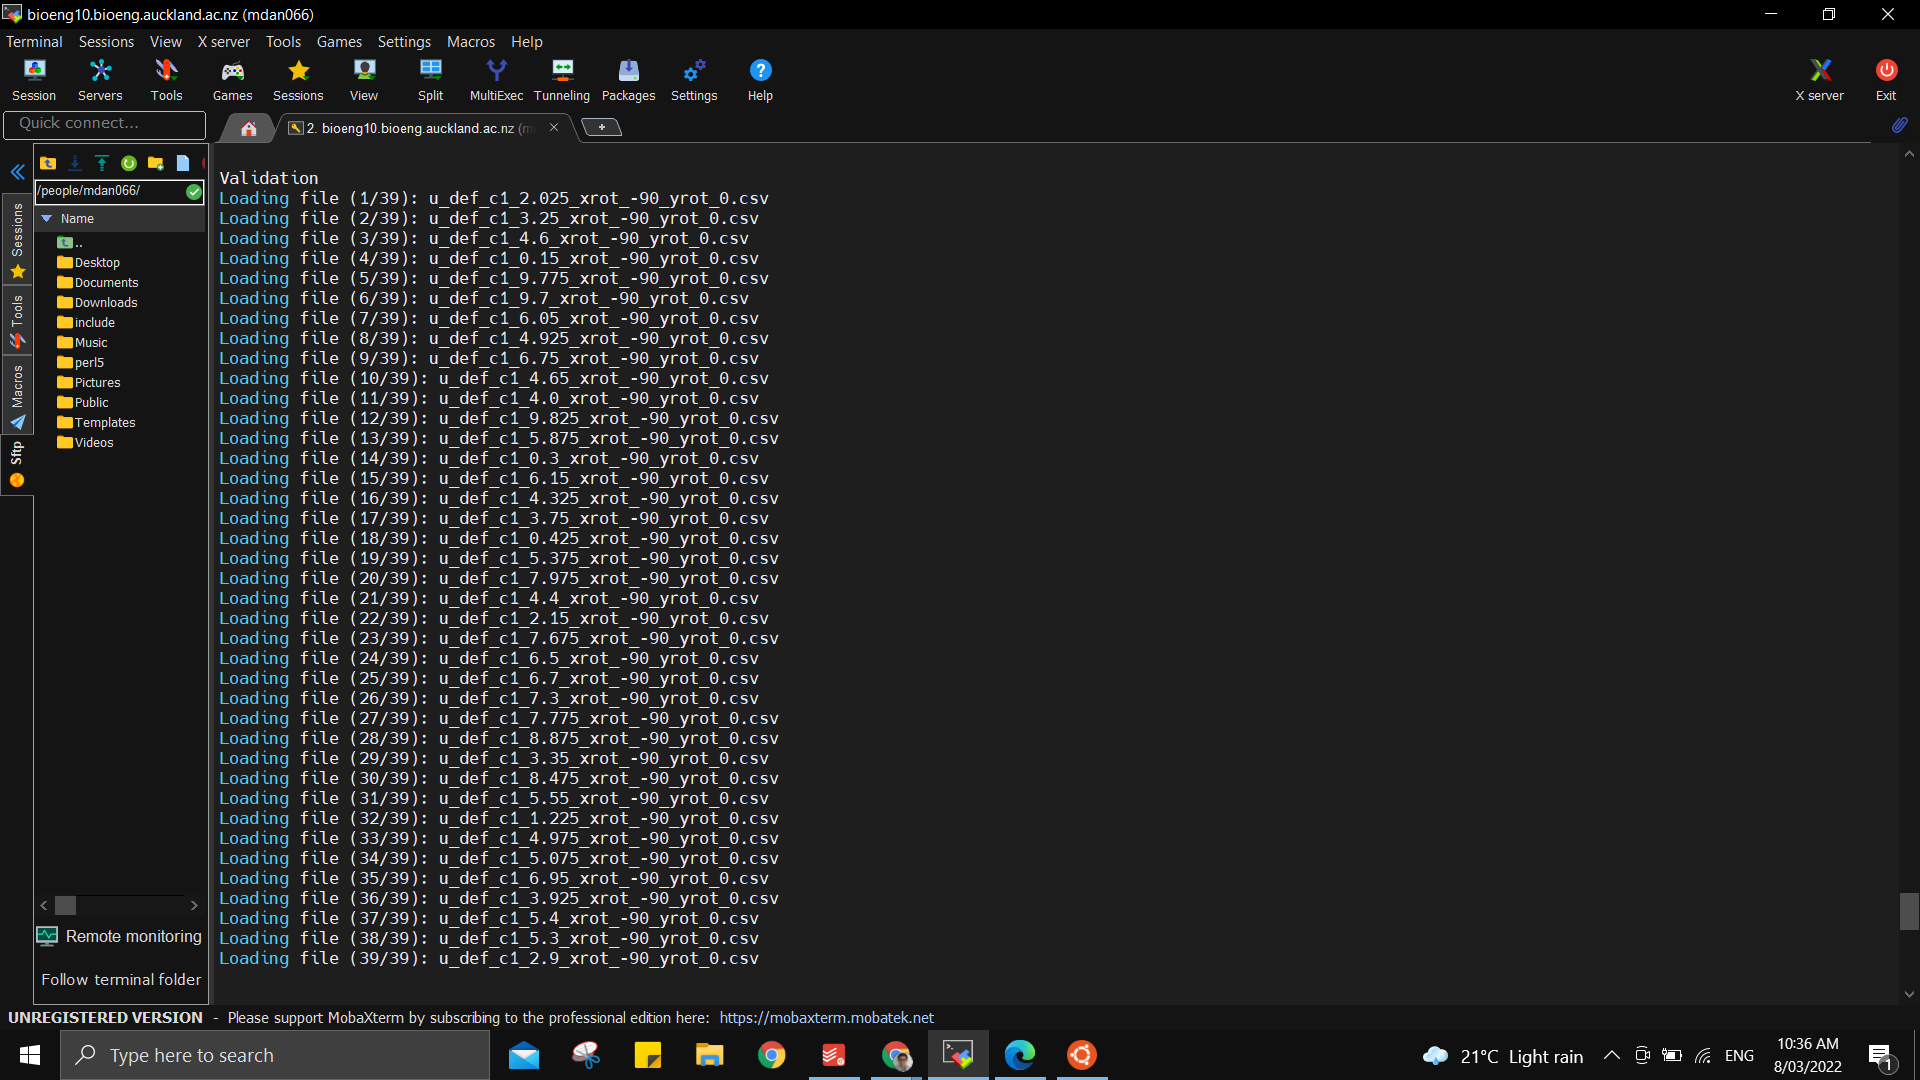 bioeng10.bioeng.auckland.ac.nz (mdan066)
Terminal Sessions View X server Tools Games Settings Macros Help
Session Servers Tools Games Sessions View Split MultiExec Tunneling Packages Settings Help X server Exit
Quick connect...
2. bioeng10.bioeng.auckland.ac.nz (m
/people/mdan066/
Name
..
Desktop
Documents
Downloads
include
Music
perl5
Pictures
Public
Templates
Videos
Sessions
Tools
Macros
Sftp
Remote monitoring
Follow terminal folder
Validation
Loading file (1/39): u_def_c1_2.025_xrot_-90_yrot_0.csv
Loading file (2/39): u_def_c1_3.25_xrot_-90_yrot_0.csv
Loading file (3/39): u_def_c1_4.6_xrot_-90_yrot_0.csv
Loading file (4/39): u_def_c1_0.15_xrot_-90_yrot_0.csv
Loading file (5/39): u_def_c1_9.775_xrot_-90_yrot_0.csv
Loading file (6/39): u_def_c1_9.7_xrot_-90_yrot_0.csv
Loading file (7/39): u_def_c1_6.05_xrot_-90_yrot_0.csv
Loading file (8/39): u_def_c1_4.925_xrot_-90_yrot_0.csv
Loading file (9/39): u_def_c1_6.75_xrot_-90_yrot_0.csv
Loading file (10/39): u_def_c1_4.65_xrot_-90_yrot_0.csv
Loading file (11/39): u_def_c1_4.0_xrot_-90_yrot_0.csv
Loading file (12/39): u_def_c1_9.825_xrot_-90_yrot_0.csv
Loading file (13/39): u_def_c1_5.875_xrot_-90_yrot_0.csv
Loading file (14/39): u_def_c1_0.3_xrot_-90_yrot_0.csv
Loading file (15/39): u_def_c1_6.15_xrot_-90_yrot_0.csv
Loading file (16/39): u_def_c1_4.325_xrot_-90_yrot_0.csv
Loading file (17/39): u_def_c1_3.75_xrot_-90_yrot_0.csv
Loading file (18/39): u_def_c1_0.425_xrot_-90_yrot_0.csv
Loading file (19/39): u_def_c1_5.375_xrot_-90_yrot_0.csv
Loading file (20/39): u_def_c1_7.975_xrot_-90_yrot_0.csv
Loading file (21/39): u_def_c1_4.4_xrot_-90_yrot_0.csv
Loading file (22/39): u_def_c1_2.15_xrot_-90_yrot_0.csv
Loading file (23/39): u_def_c1_7.675_xrot_-90_yrot_0.csv
Loading file (24/39): u_def_c1_6.5_xrot_-90_yrot_0.csv
Loading file (25/39): u_def_c1_6.7_xrot_-90_yrot_0.csv
Loading file (26/39): u_def_c1_7.3_xrot_-90_yrot_0.csv
Loading file (27/39): u_def_c1_7.775_xrot_-90_yrot_0.csv
Loading file (28/39): u_def_c1_8.875_xrot_-90_yrot_0.csv
Loading file (29/39): u_def_c1_3.35_xrot_-90_yrot_0.csv
Loading file (30/39): u_def_c1_8.475_xrot_-90_yrot_0.csv
Loading file (31/39): u_def_c1_5.55_xrot_-90_yrot_0.csv
Loading file (32/39): u_def_c1_1.225_xrot_-90_yrot_0.csv
Loading file (33/39): u_def_c1_4.975_xrot_-90_yrot_0.csv
Loading file (34/39): u_def_c1_5.075_xrot_-90_yrot_0.csv
Loading file (35/39): u_def_c1_6.95_xrot_-90_yrot_0.csv
Loading file (36/39): u_def_c1_3.925_xrot_-90_yrot_0.csv
Loading file (37/39): u_def_c1_5.4_xrot_-90_yrot_0.csv
Loading file (38/39): u_def_c1_5.3_xrot_-90_yrot_0.csv
Loading file (39/39): u_def_c1_2.9_xrot_-90_yrot_0.csv
UNREGISTERED VERSION - Please support MobaXterm by subscribing to the professional edition here: https://mobaxterm.mobatek.net
Type here to search
21°C Light rain
ENG
10:36 AM
8/03/2022
1